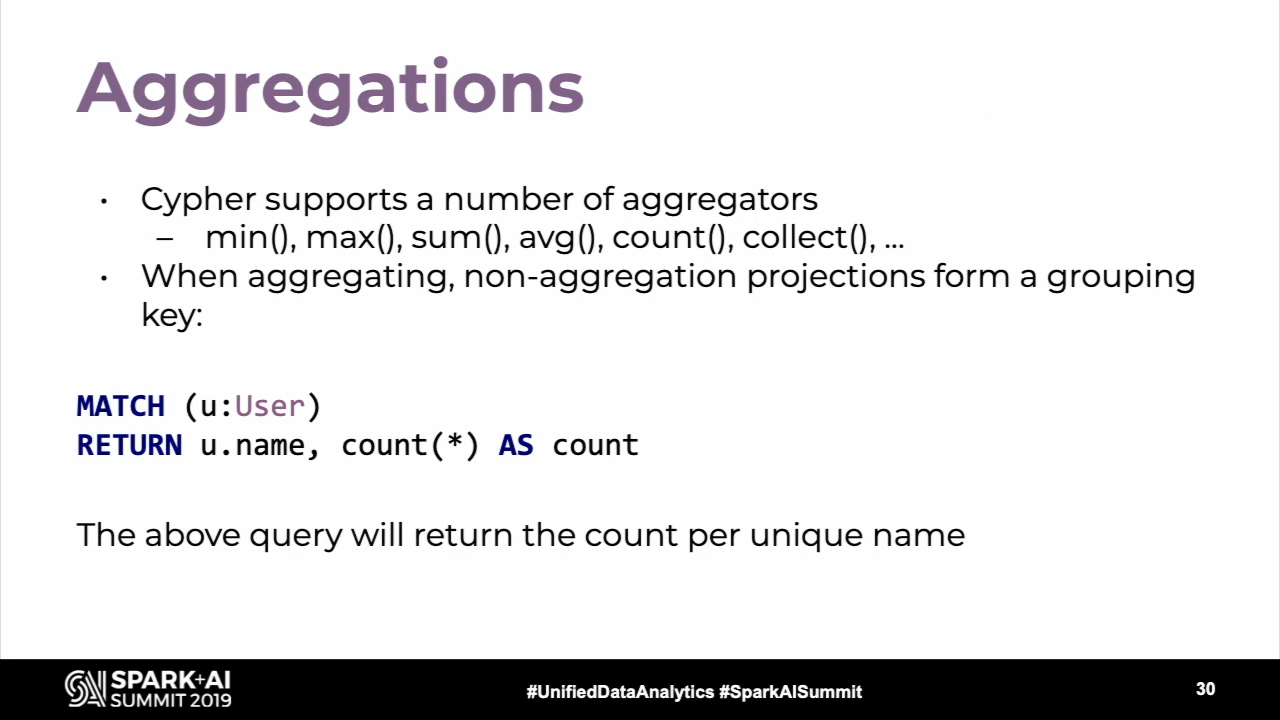 Aggregations
• Cypher supports a number of aggregators
– min(), max(), sum(), avg(), count(), collect(), ...
• When aggregating, non-aggregation projections form a grouping
key:
MATCH (u:User)
RETURN u.name, count(*) AS count
The above query will return the count per unique name
SPARK+AI
SUMMIT 2019
#UnifiedDataAnalytics #SparkAISummit
30